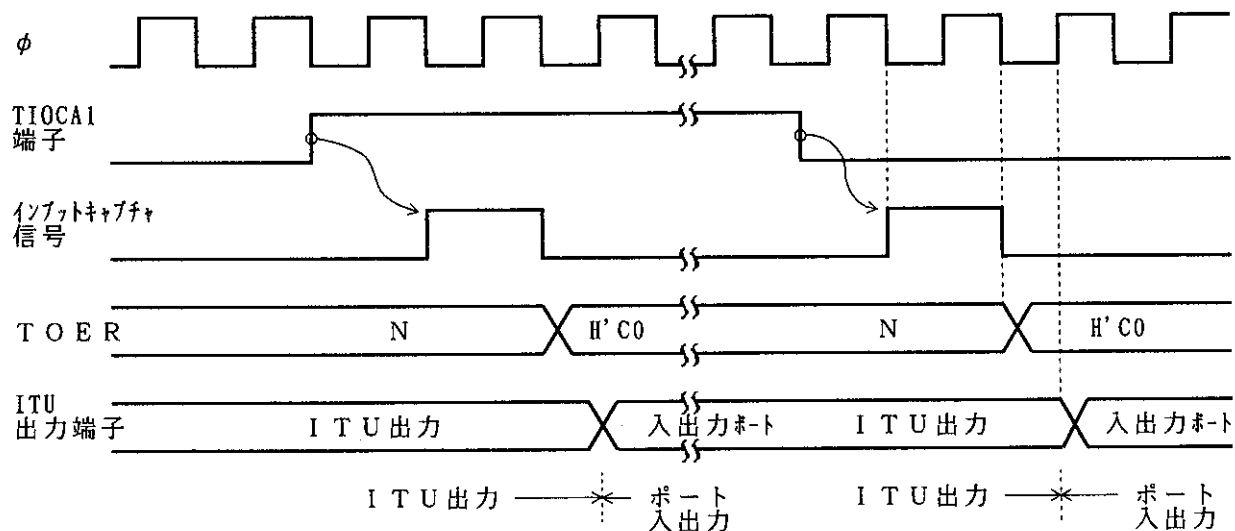 φ
TIOCA1
端子
インプットキャプチャ
信号
TOER
N
H'C0
N
H'C0
ITU
出力端子
ITU出力
入出力ポート
ITU出力
入出力ポート
ITU出力
ポート
入出力
ITU出力
ポート
入出力